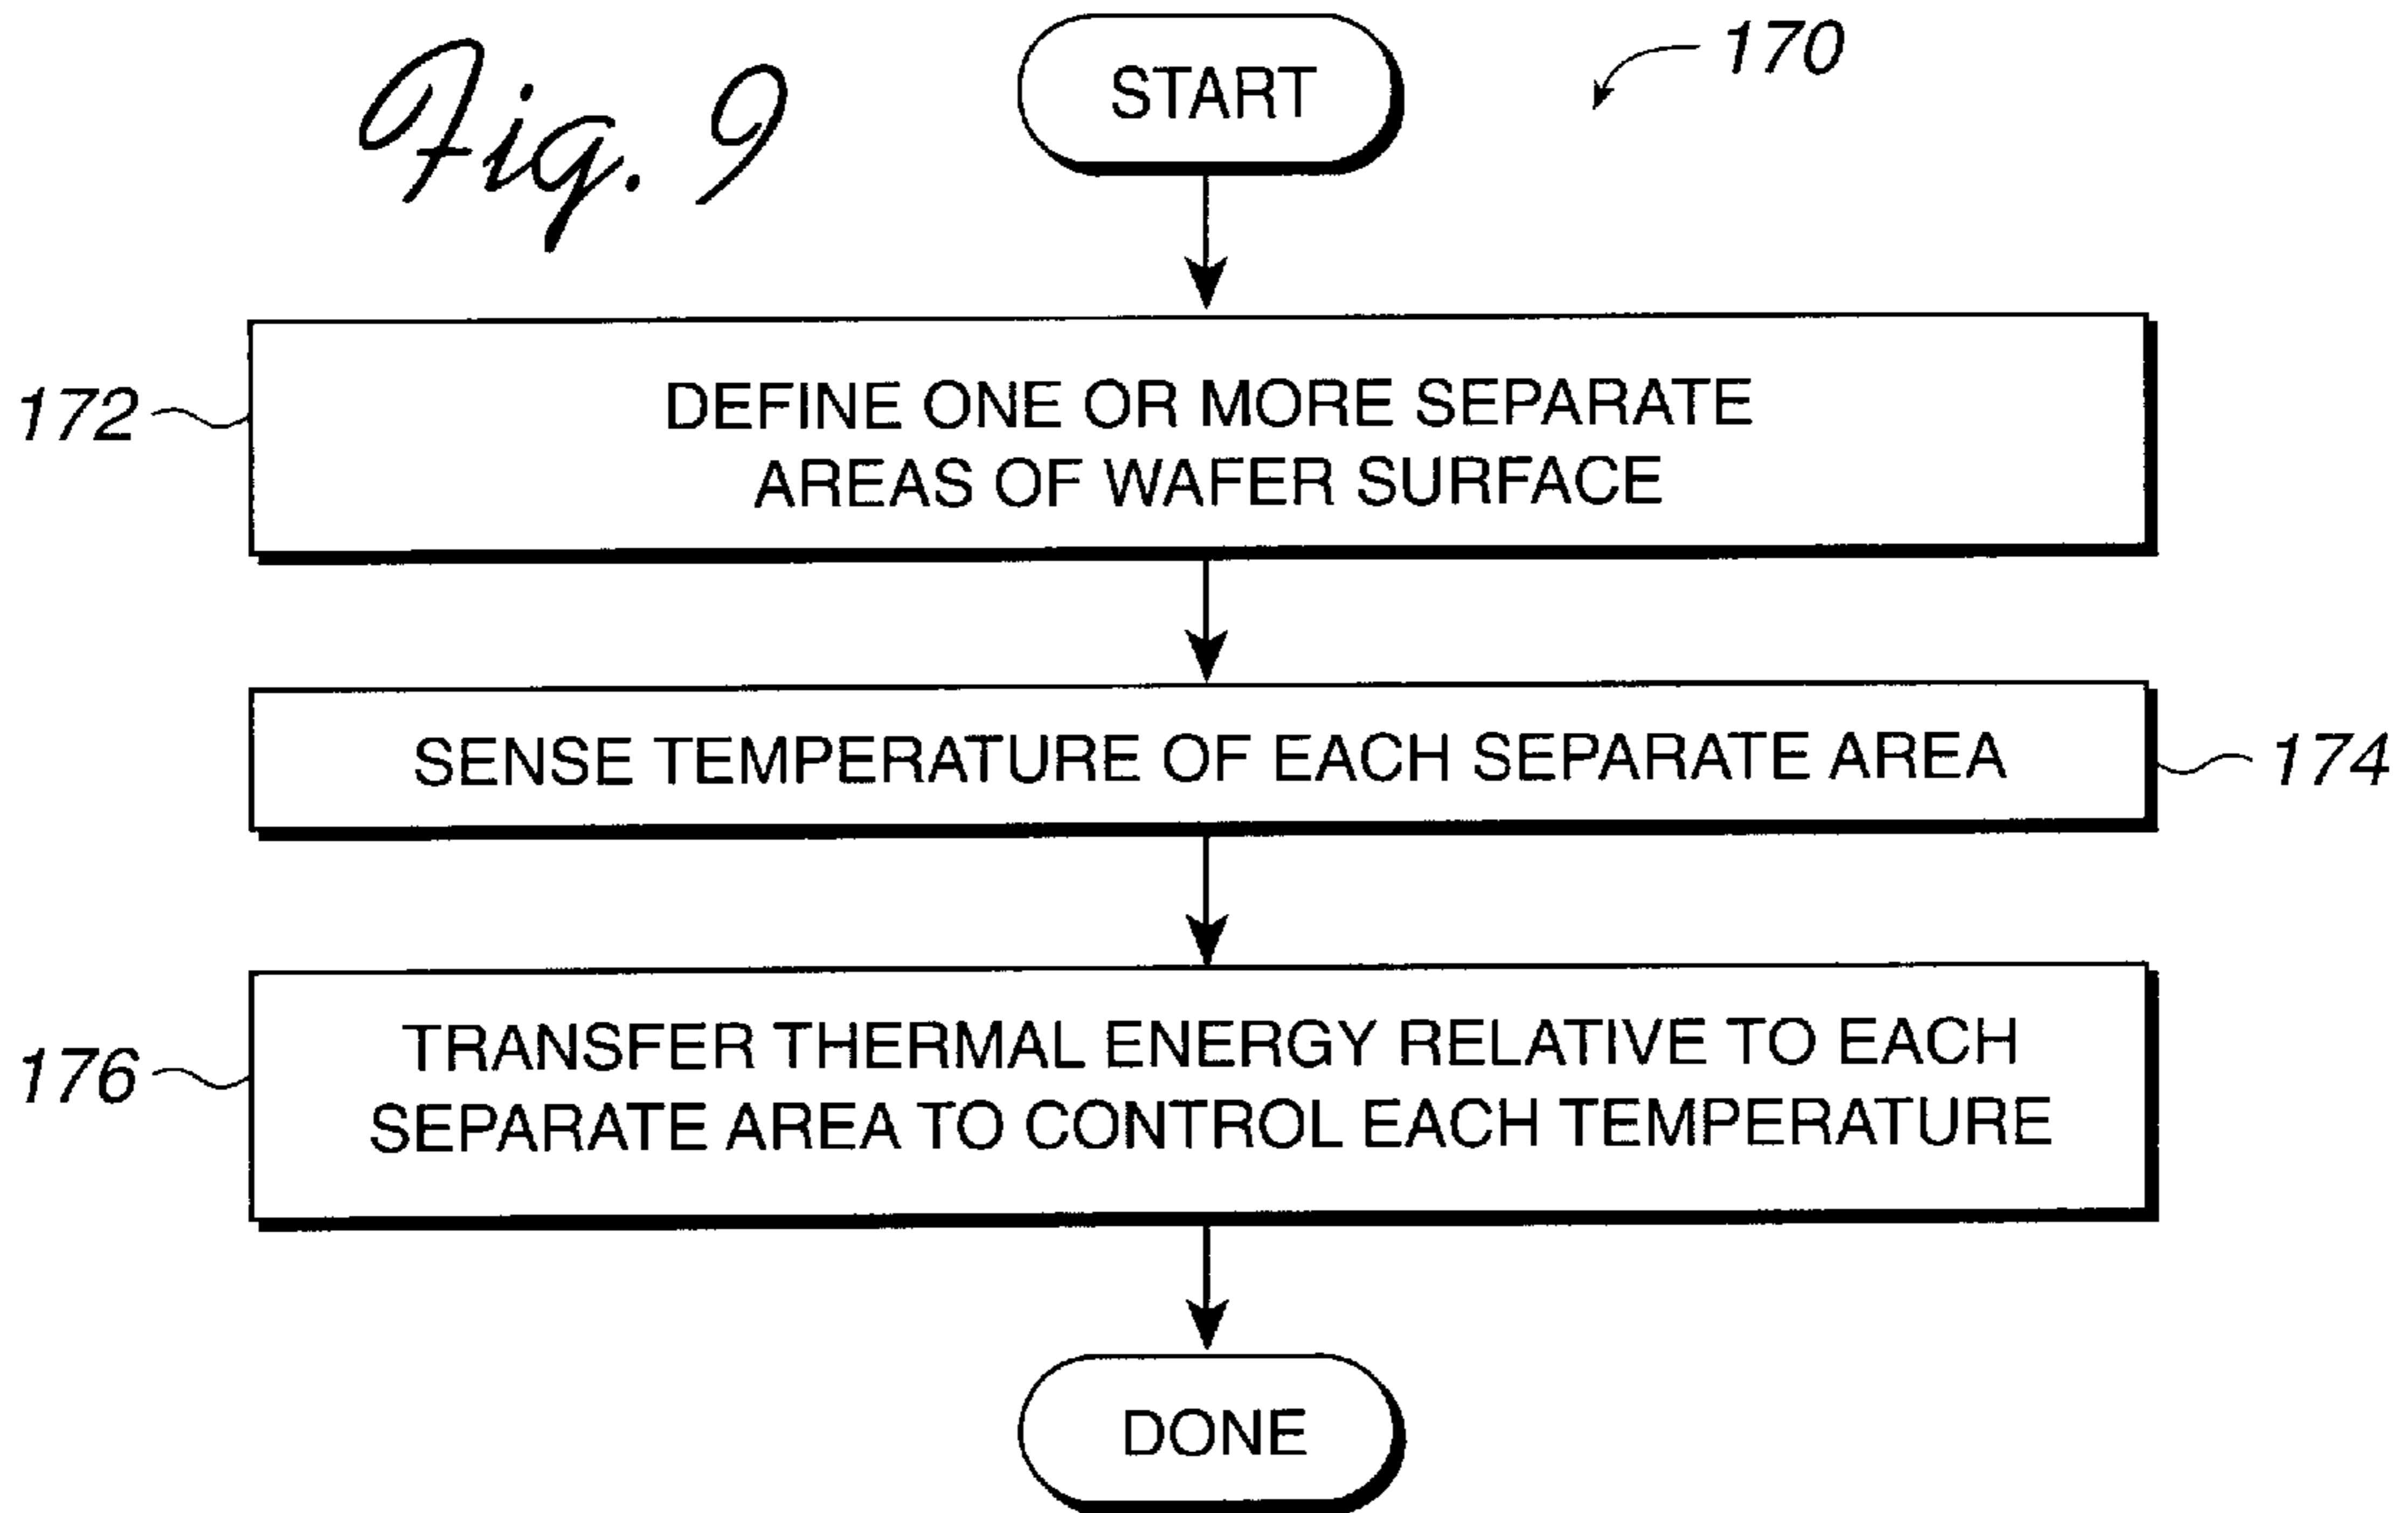 Fig. 9
START
170
172
DEFINE ONE OR MORE SEPARATE
AREAS OF WAFER SURFACE
SENSE TEMPERATURE OF EACH SEPARATE AREA
174
176
TRANSFER THERMAL ENERGY RELATIVE TO EACH
SEPARATE AREA TO CONTROL EACH TEMPERATURE
DONE